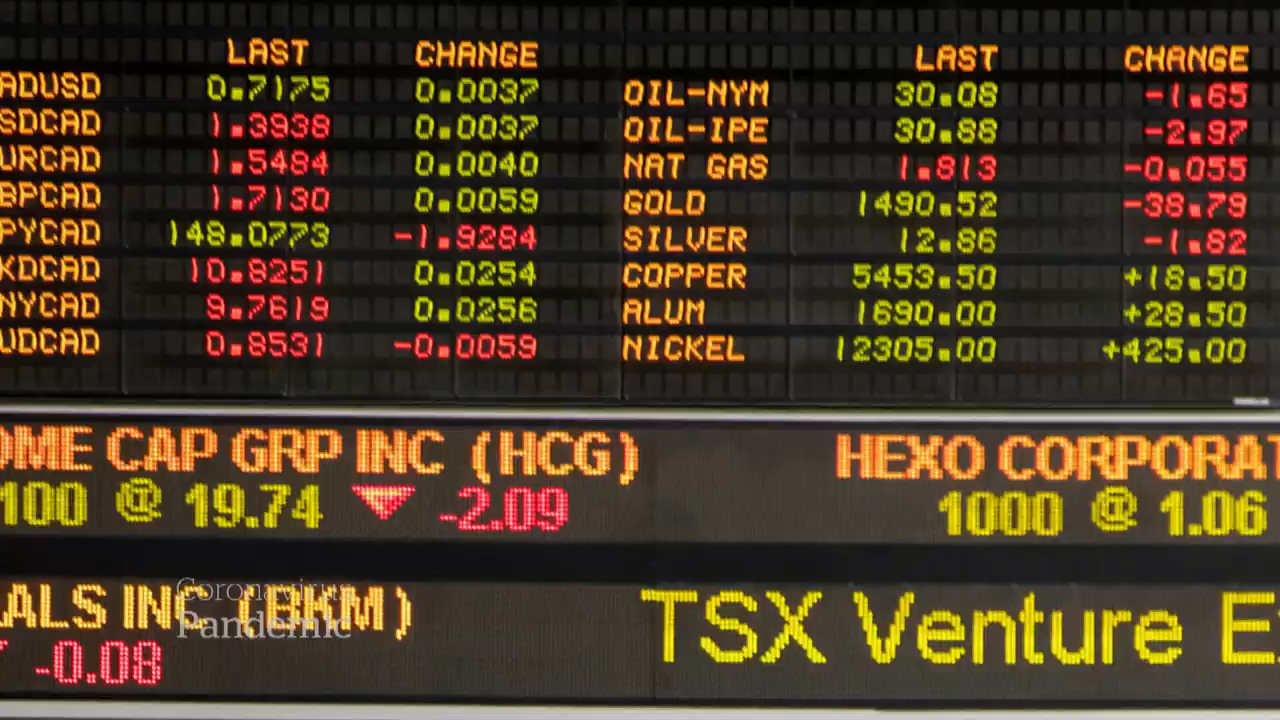 LAST CHANGE LAST CHANGE
ADUSD 0.7175 0.0037 OIL-NYM 30.08 -1.65
SDCAD 1.3938 0.0037 OIL-IPE 30.88 -2.97
URCAD 1.5484 0.0040 NAT GAS 1.813 -0.055
BPCAD 1.7130 0.0059 GOLD 1490.52 -38.79
PYCAD 148.0773 -1.9284 SILVER 12.86 -1.82
KDCAD 10.8251 0.0254 COPPER 5453.50 +18.50
NYCAD 9.7619 0.0256 ALUM 1690.00 +28.50
UDCAD 0.8531 -0.0059 NICKEL 12305.00 +425.00
OME CAP GRP INC (HCG) HEXO CORPORAT
100 @ 19.74 ▼ -2.09 1000 @ 1.06
ALS INC (BKM) TSX Venture E
-0.08
Coronavirus
Pandemic